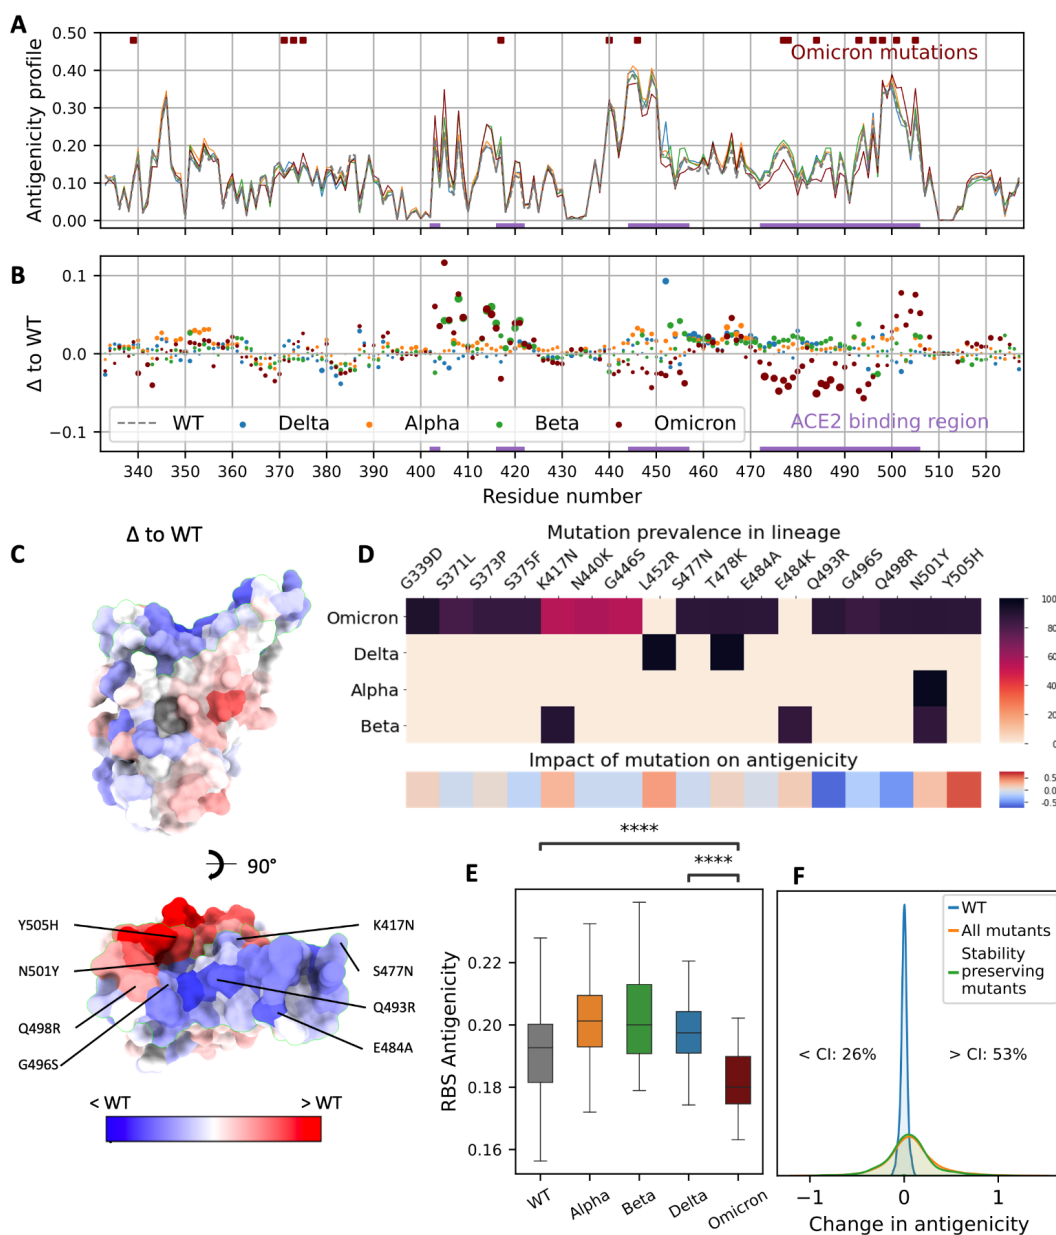 A
0.50
0.40
0.30
0.20
0.10
0.00
Antigenicity profile
Omicron mutations
B
0.1
0.0
−0.1
Δ to WT
WT
Delta
Alpha
Beta
Omicron
ACE2 binding region
340 350 360 370 380 390 400 410 420 430 440 450 460 470 480 490 500 510 520
Residue number
C
Δ to WT
90°
Y505H
N501Y
Q498R
G496S
K417N
S477N
Q493R
E484A
< WT
> WT
D
Mutation prevalence in lineage
G339D S371L S373P S375F K417N N440K G446S L452R S477N T478K E484A E484K Q493R G496S Q498R N501Y Y505H
Omicron
Delta
Alpha
Beta
100
80
60
40
20
0
Impact of mutation on antigenicity
0.5
0.0
-0.5
E
****
****
0.22
0.20
0.18
0.16
RBS Antigenicity
WT Alpha Beta Delta Omicron
F
WT
All mutants
Stability
preserving
mutants
< CI: 26%
> CI: 53%
−1 0 1
Change in antigenicity